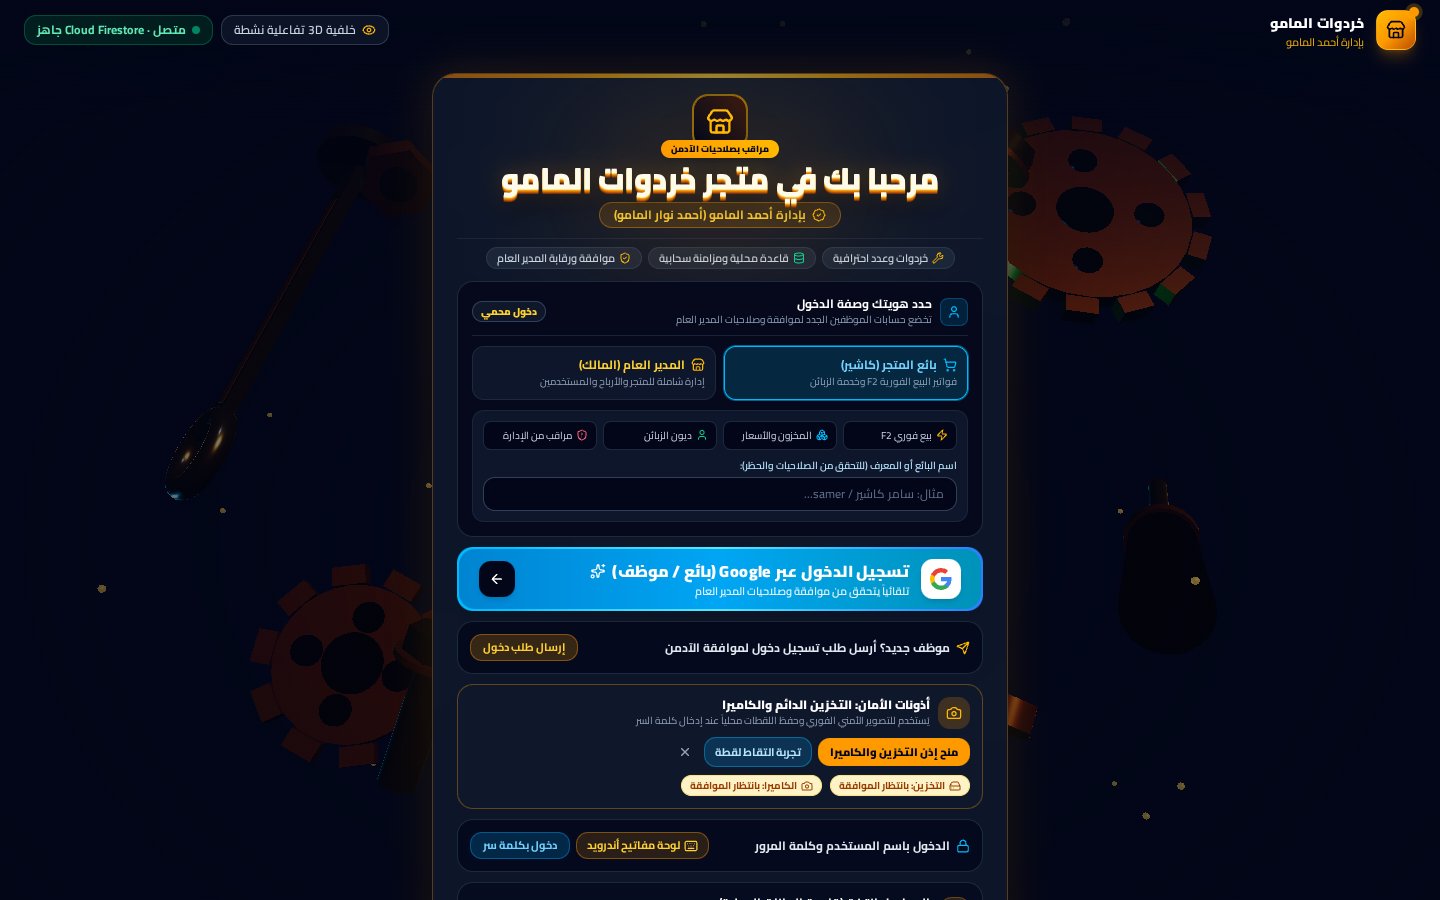 خردوات المامو
بإدارة أحمد المامو
خلفية 3D تفاعلية نشطة
متصل · Cloud Firestore جاهز
مراقب بصلاحيات الآدمن
مرحبا بك في متجر خردوات المامو
بإدارة أحمد المامو (أحمد نوار المامو)
خردوات وعدد احترافية
قاعدة محلية ومزامنة سحابية
موافقة ورقابة المدير العام
حدد هويتك وصفة الدخول
تخضع حسابات الموظفين الجدد لموافقة وصلاحيات المدير العام
دخول محمي
بائع المتجر (كاشير)
فواتير البيع الفورية F2 وخدمة الزبائن
المدير العام (المالك)
إدارة شاملة للمتجر والأرباح والمستخدمين
بيع فوري F2
المخزون والأسعار
ديون الزبائن
مراقب من الإدارة
اسم البائع أو المعرف (للتحقق من الصلاحيات والحظر):
مثال: سامر كاشير / samer...
تسجيل الدخول عبر Google (بائع / موظف)
تلقائياً يتحقق من موافقة وصلاحيات المدير العام
موظف جديد؟ أرسل طلب تسجيل دخول لموافقة الآدمن
إرسال طلب دخول
أذونات الأمان: التخزين الدائم والكاميرا
يُستخدم للتصوير الأمني الفوري وحفظ اللقطات محلياً عند إدخال كلمة السر
منح إذن التخزين والكاميرا
تجربة التقاط لقطة
التخزين: بانتظار الموافقة
الكاميرا: بانتظار الموافقة
الدخول باسم المستخدم وكلمة المرور
لوحة مفاتيح أندرويد
دخول بكلمة سر